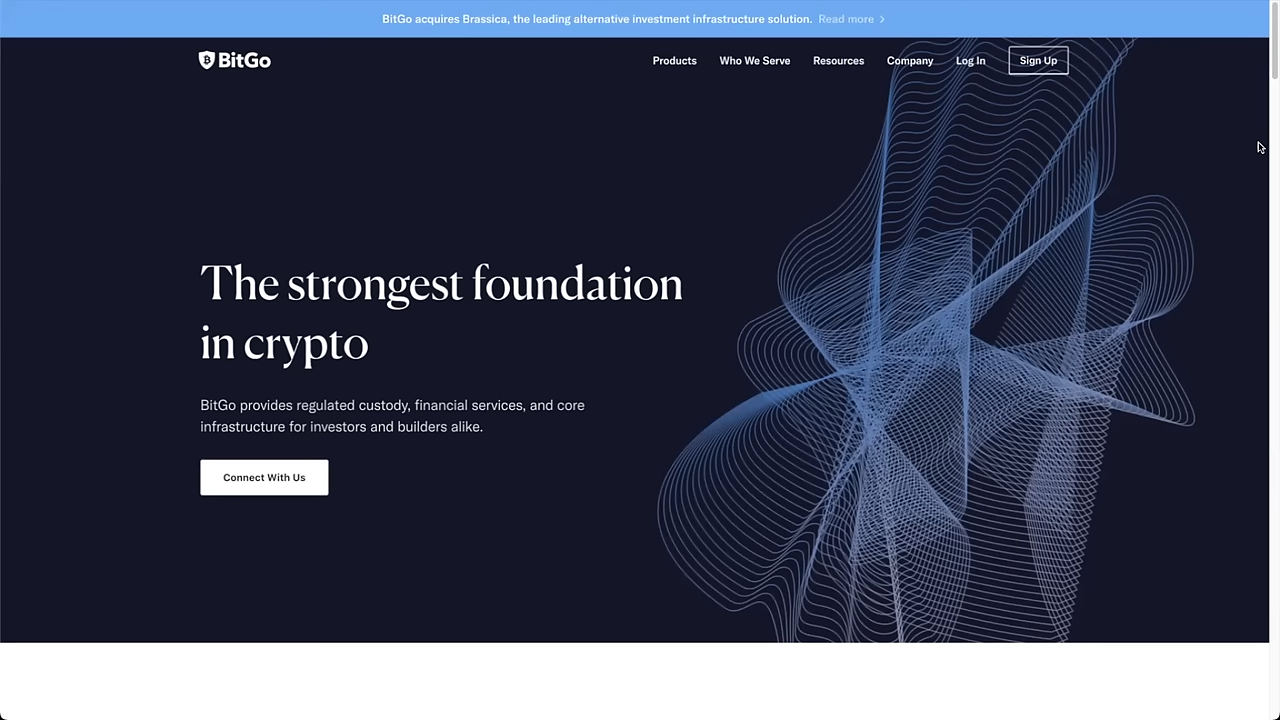 BitGo acquires Brassica, the leading alternative investment infrastructure solution. Read more
BitGo
Products
Who We Serve
Resources
Company
Log In
Sign Up
The strongest foundation
in crypto
BitGo provides regulated custody, financial services, and core
infrastructure for investors and builders alike.
Connect With Us